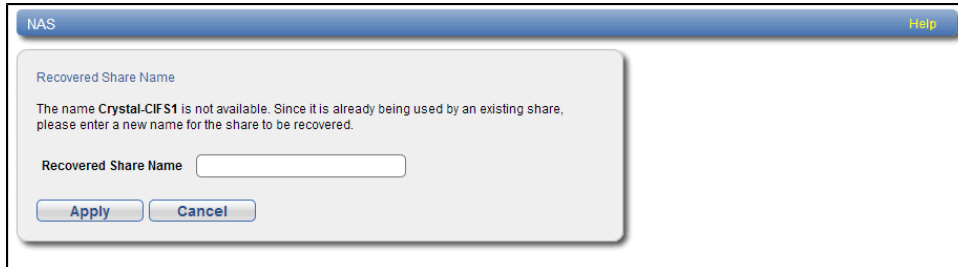 NAS Help
Recovered Share Name
The name Crystal-CIFS1 is not available. Since it is already being used by an existing share,
please enter a new name for the share to be recovered.
Recovered Share Name
Apply Cancel